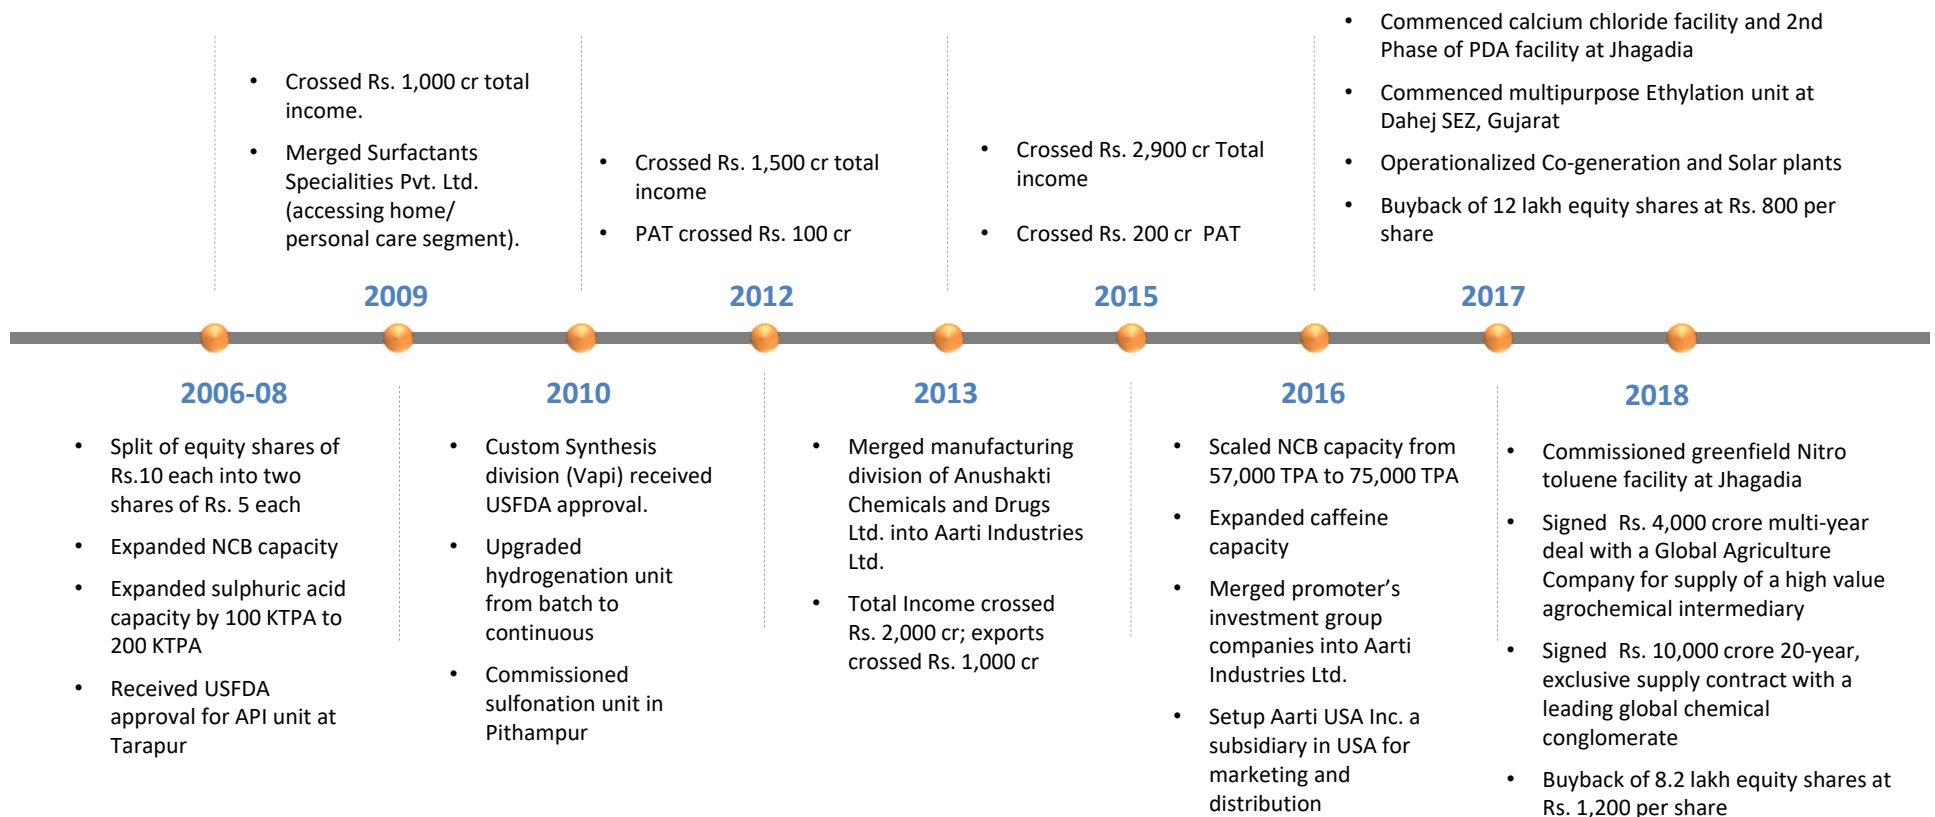 • Crossed Rs. 1,000 cr total
income.
• Merged Surfactants
Specialities Pvt. Ltd.
(accessing home/
personal care segment).
2009
• Crossed Rs. 1,500 cr total
income
• PAT crossed Rs. 100 cr
2012
• Crossed Rs. 2,900 cr Total
income
• Crossed Rs. 200 cr PAT
2015
• Commenced calcium chloride facility and 2nd
Phase of PDA facility at Jhagadia
• Commenced multipurpose Ethylation unit at
Dahej SEZ, Gujarat
• Operationalized Co-generation and Solar plants
• Buyback of 12 lakh equity shares at Rs. 800 per
share
2017
2006-08
• Split of equity shares of
Rs.10 each into two
shares of Rs. 5 each
• Expanded NCB capacity
• Expanded sulphuric acid
capacity by 100 KTPA to
200 KTPA
• Received USFDA
approval for API unit at
Tarapur
2010
• Custom Synthesis
division (Vapi) received
USFDA approval.
• Upgraded
hydrogenation unit
from batch to
continuous
• Commissioned
sulfonation unit in
Pithampur
2013
• Merged manufacturing
division of Anushakti
Chemicals and Drugs
Ltd. into Aarti Industries
Ltd.
• Total Income crossed
Rs. 2,000 cr; exports
crossed Rs. 1,000 cr
2016
• Scaled NCB capacity from
57,000 TPA to 75,000 TPA
• Expanded caffeine
capacity
• Merged promoter’s
investment group
companies into Aarti
Industries Ltd.
• Setup Aarti USA Inc. a
subsidiary in USA for
marketing and
distribution
2018
• Commissioned greenfield Nitro
toluene facility at Jhagadia
• Signed Rs. 4,000 crore multi-year
deal with a Global Agriculture
Company for supply of a high value
agrochemical intermediary
• Signed Rs. 10,000 crore 20-year,
exclusive supply contract with a
leading global chemical
conglomerate
• Buyback of 8.2 lakh equity shares at
Rs. 1,200 per share